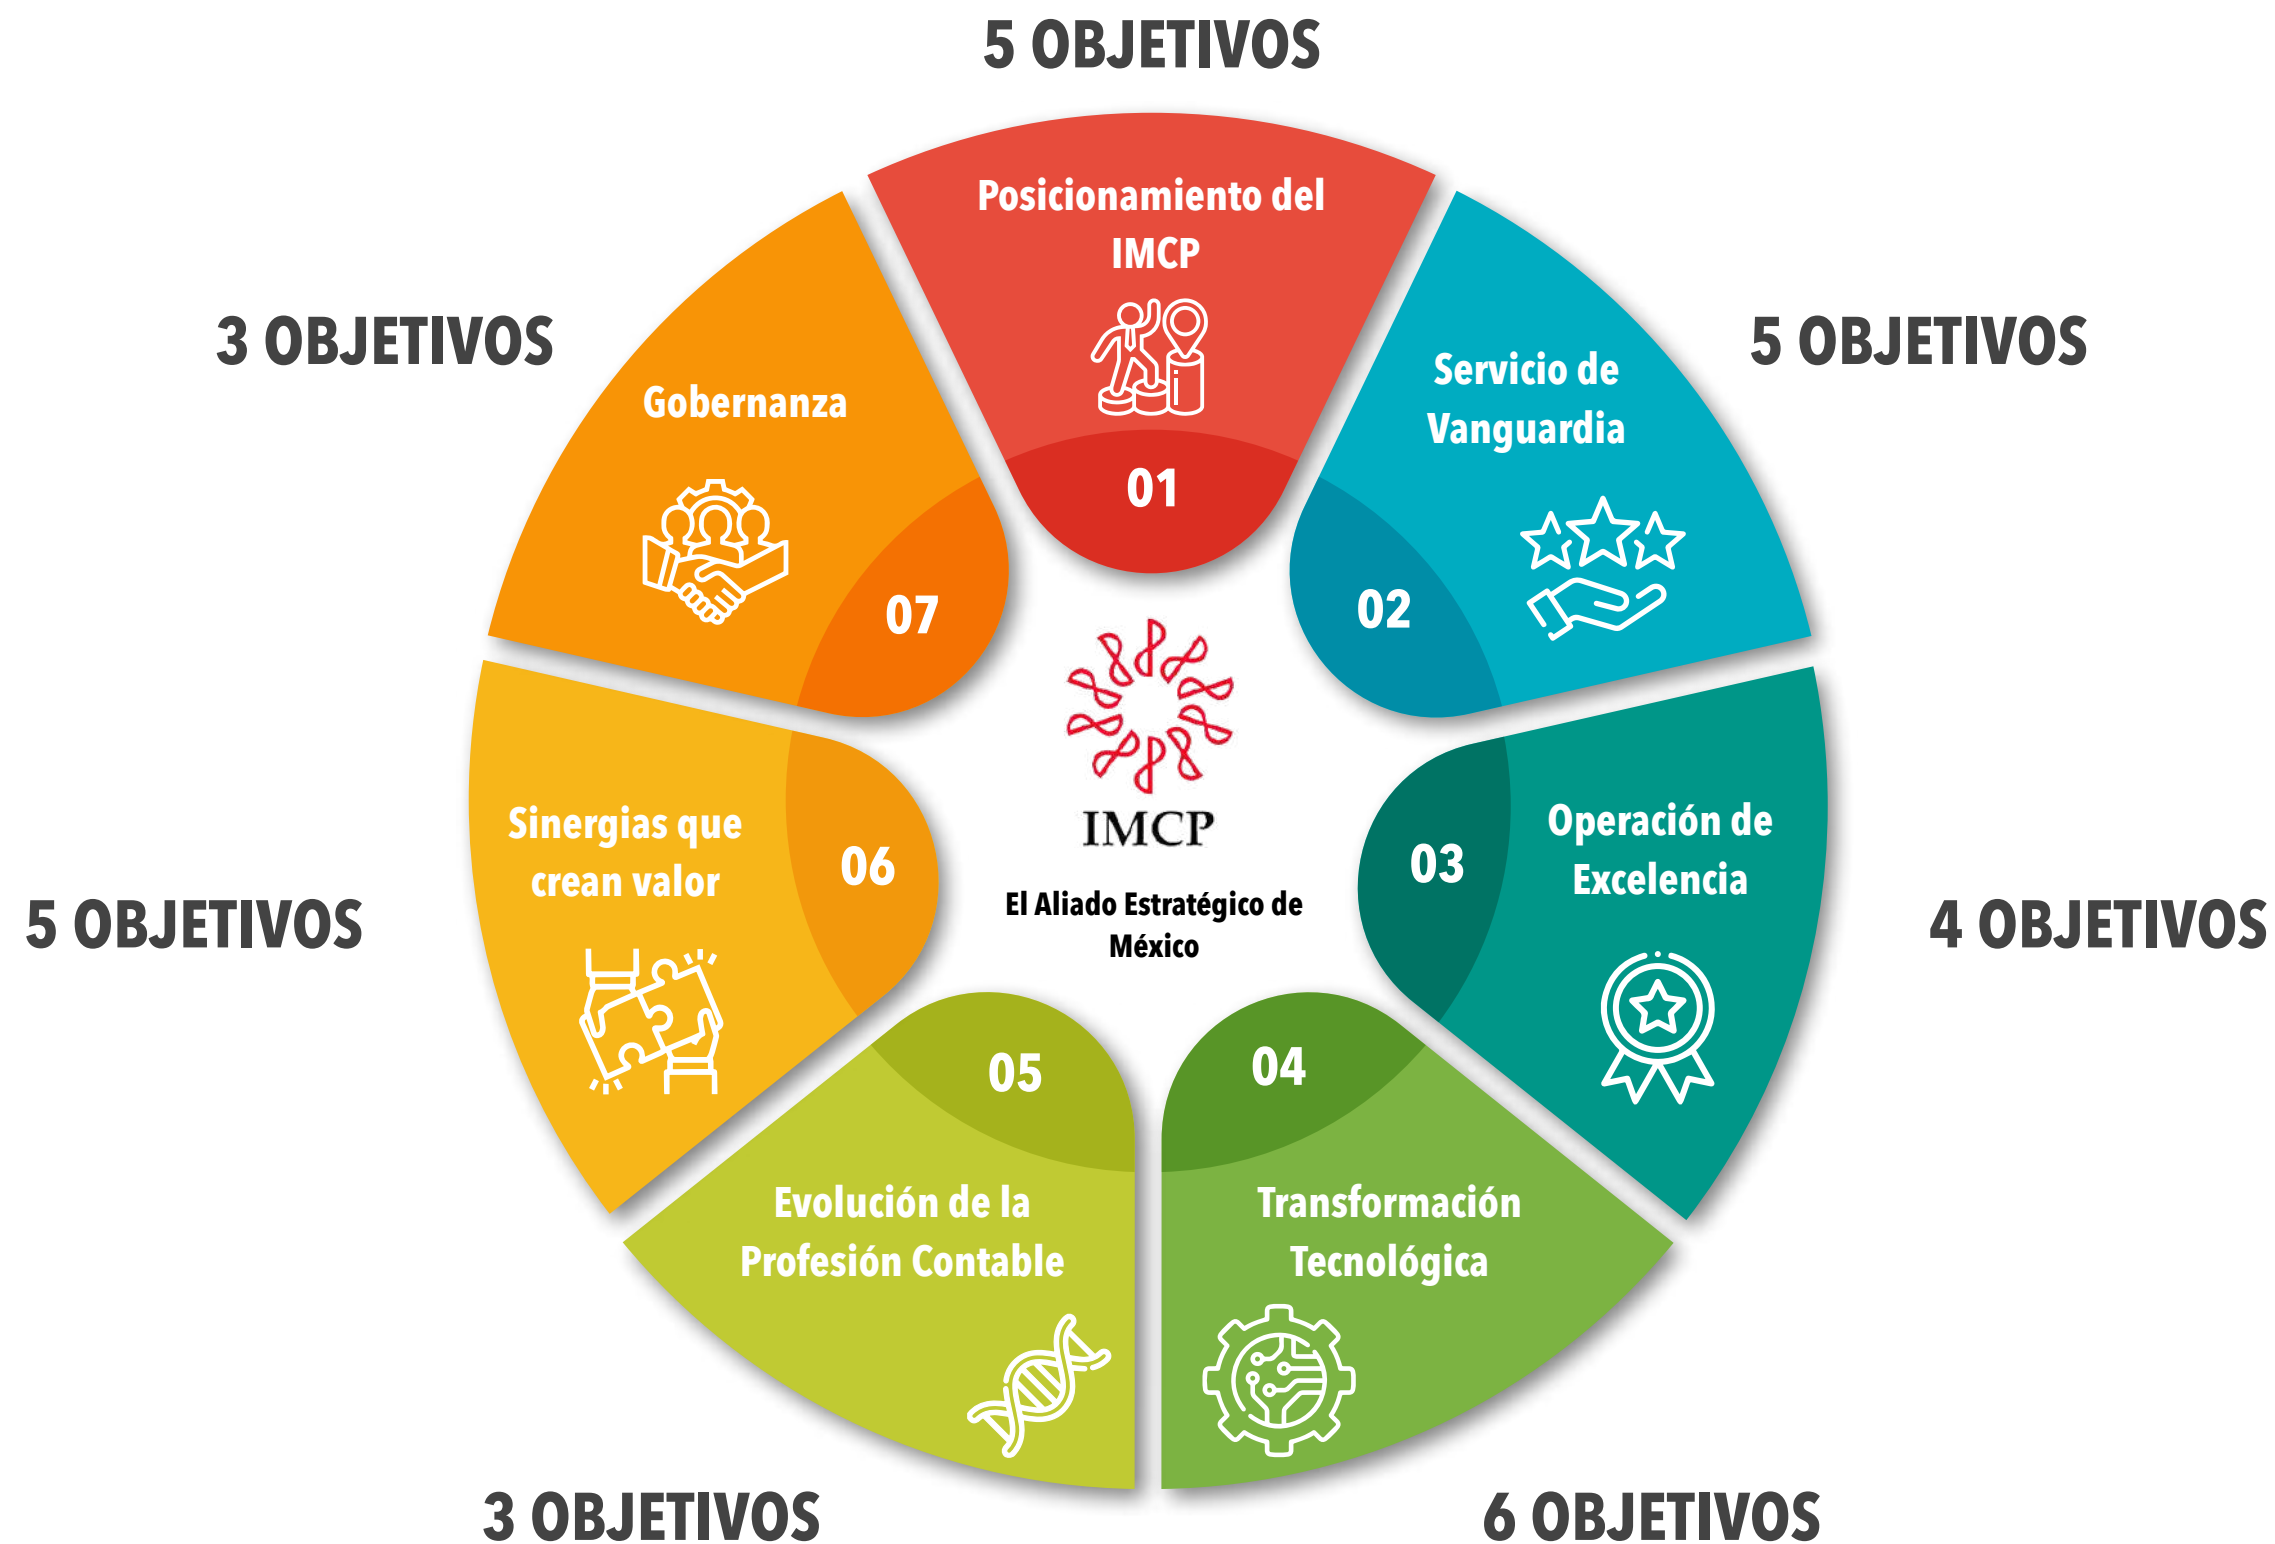 5 OBJETIVOS
Posicionamiento del
IMCP
01
5 OBJETIVOS
Servicio de
Vanguardia
02
4 OBJETIVOS
Operación de
Excelencia
03
6 OBJETIVOS
Transformación
Tecnológica
04
3 OBJETIVOS
Evolución de la
Profesión Contable
05
5 OBJETIVOS
Sinergias que
crean valor
06
3 OBJETIVOS
Gobernanza
07
IMCP
El Aliado Estratégico de
México